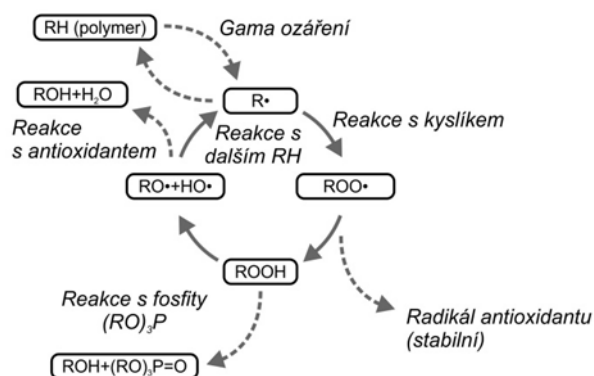 RH (polymer)
Gama ozáření
ROH+H₂O
R•
Reakce
s antioxidantem
Reakce s
dalším RH
Reakce s kyslíkem
RO•+HO•
ROO•
ROOH
Reakce s fosfity
(RO)₃P
Radikál antioxidantu
(stabilní)
ROH+(RO)₃P=O